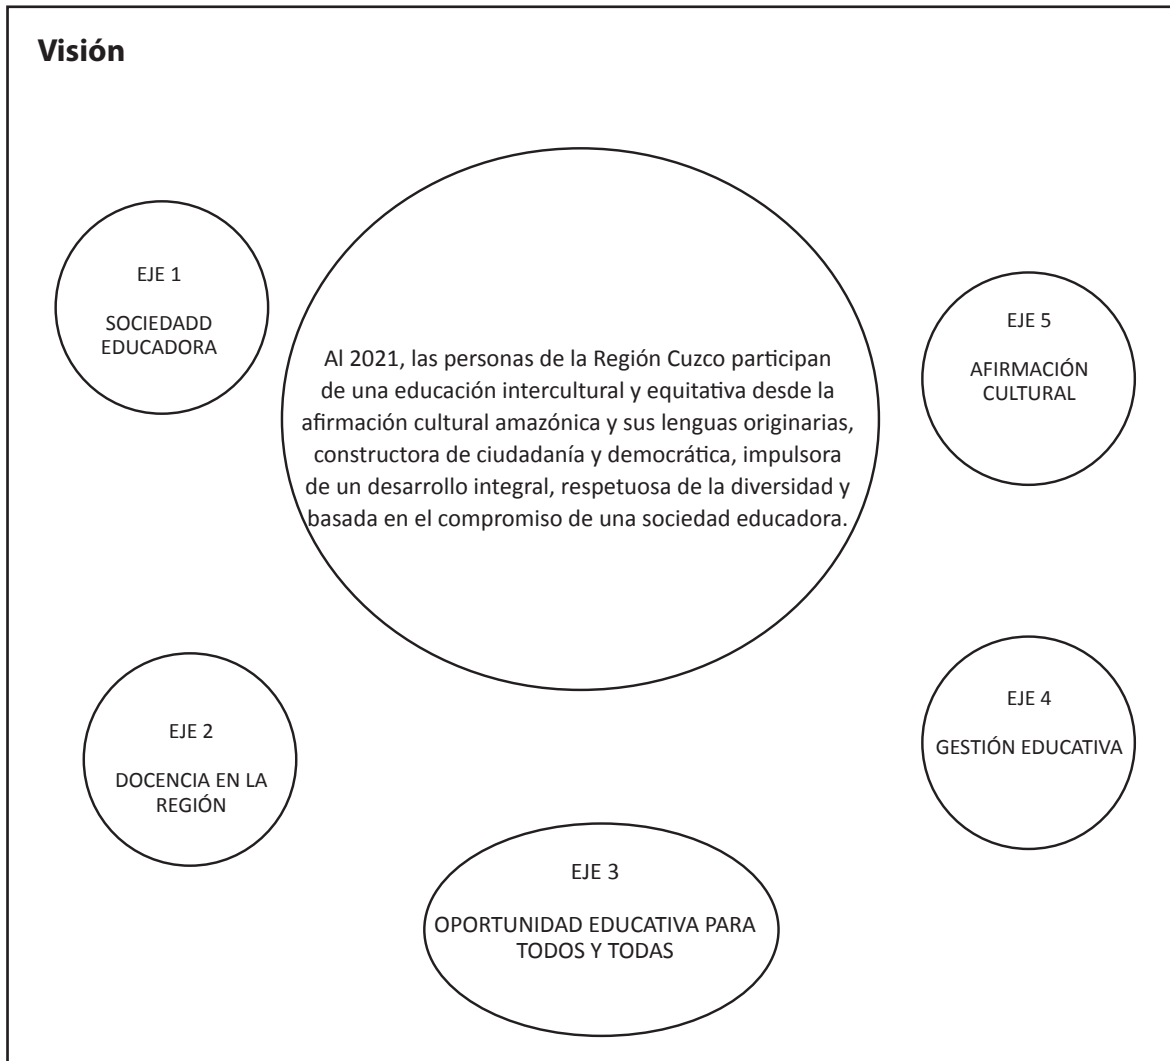 Visión
EJE 1
SOCIEDADD
EDUCADORA
Al 2021, las personas de la Región Cuzco participan
de una educación intercultural y equitativa desde la
afirmación cultural amazónica y sus lenguas originarias,
constructora de ciudadanía y democrática, impulsora
de un desarrollo integral, respetuosa de la diversidad y
basada en el compromiso de una sociedad educadora.
EJE 5
AFIRMACIÓN
CULTURAL
EJE 2
DOCENCIA EN LA
REGIÓN
EJE 3
OPORTUNIDAD EDUCATIVA PARA
TODOS Y TODAS
EJE 4
GESTIÓN EDUCATIVA